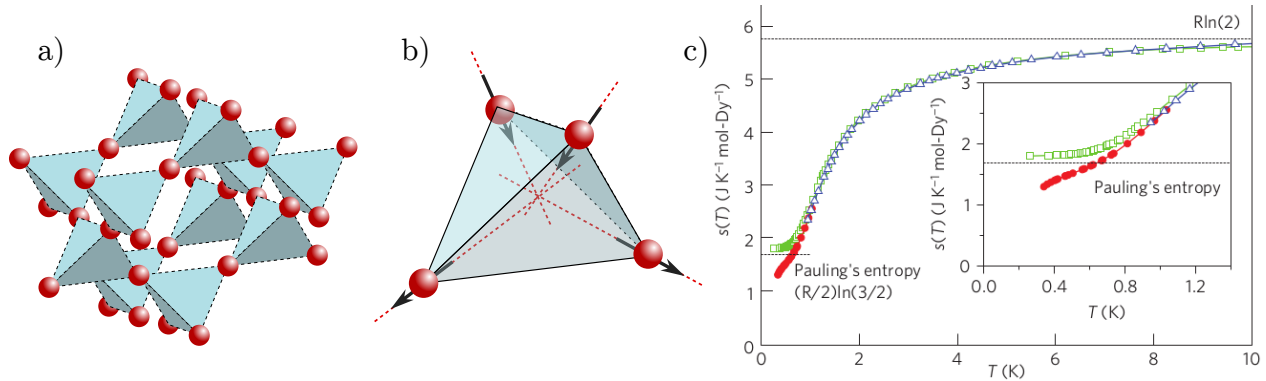 a)
b)
c)
s(T) (J K⁻¹ mol-Dy⁻¹)
6
5
4
3
2
1
0
Rln(2)
Pauling's entropy
(R/2)ln(3/2)
0
2
4
6
8
10
T (K)
s(T) (J K⁻¹ mol-Dy⁻¹)
3
2
1
0
Pauling's entropy
0.0
0.4
0.8
1.2
T (K)